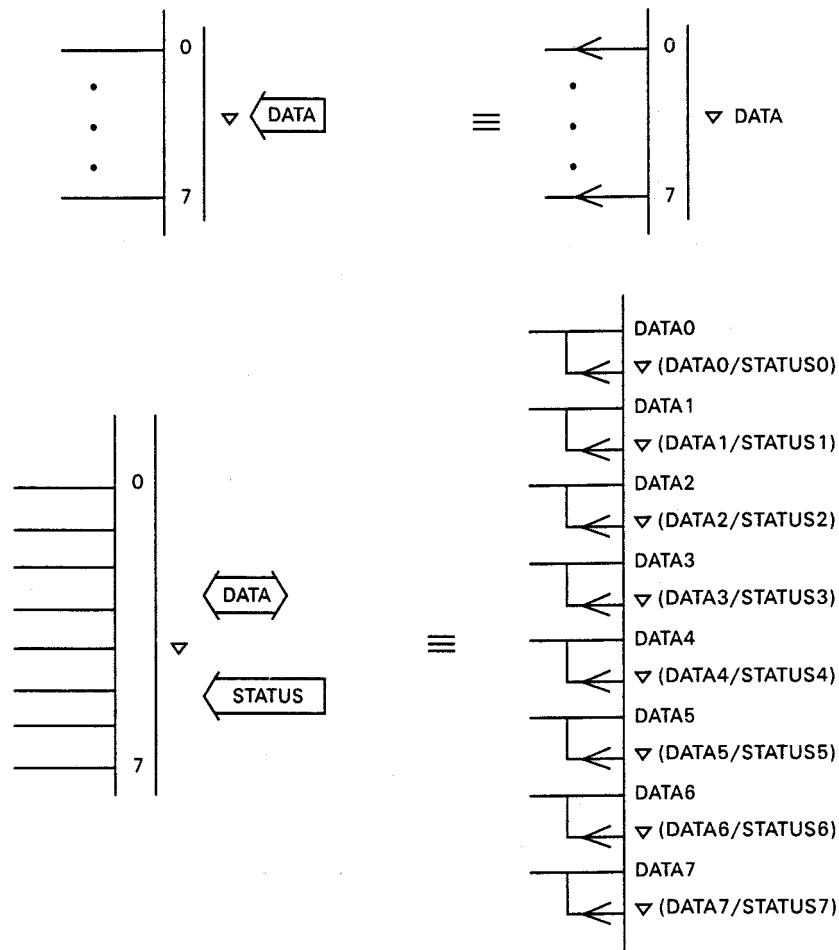 0
▽ DATA
7
≡
0
▽ DATA
7
0
▽
DATA
STATUS
7
≡
DATA0
▽ (DATA0/STATUS0)
DATA1
▽ (DATA1/STATUS1)
DATA2
▽ (DATA2/STATUS2)
DATA3
▽ (DATA3/STATUS3)
DATA4
▽ (DATA4/STATUS4)
DATA5
▽ (DATA5/STATUS5)
DATA6
▽ (DATA6/STATUS6)
DATA7
▽ (DATA7/STATUS7)